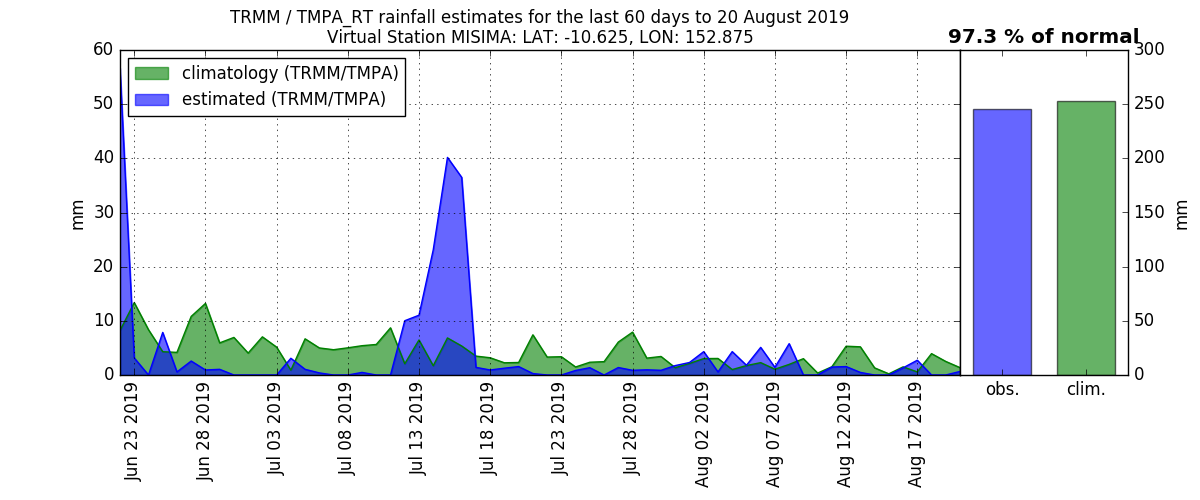 TRMM / TMPA_RT rainfall estimates for the last 60 days to 20 August 2019
Virtual Station MISIMA: LAT: -10.625, LON: 152.875
97.3 % of normal
climatology (TRMM/TMPA)
estimated (TRMM/TMPA)
60
50
40
30
20
10
0
mm
Jun 23 2019
Jun 28 2019
Jul 03 2019
Jul 08 2019
Jul 13 2019
Jul 18 2019
Jul 23 2019
Jul 28 2019
Aug 02 2019
Aug 07 2019
Aug 12 2019
Aug 17 2019
obs.
clim.
300
250
200
150
100
50
0
mm